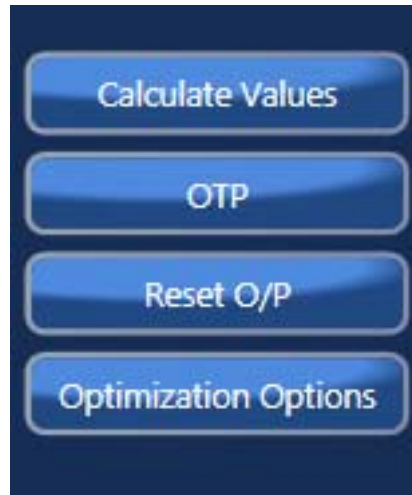 Calculate Values
OTP
Reset O/P
Optimization Options